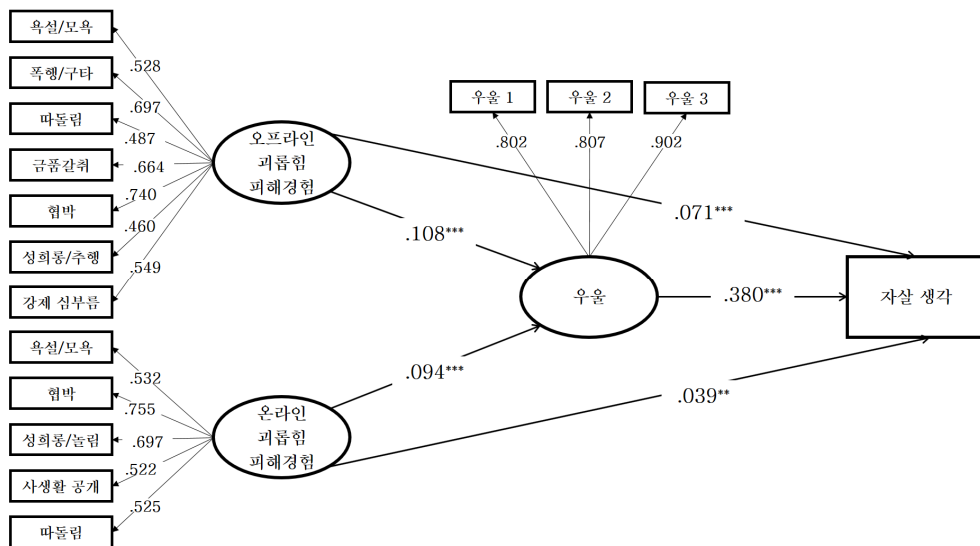 욕설/모욕
폭행/구타
따돌림
금품갈취
협박
성희롱/추행
강제 심부름
.528
.697
.487
.664
.740
.460
.549
오프라인
괴롭힘
피해경험
우울 1
우울 2
우울 3
.802
.807
.902
.071***
.108***
우울
.380***
자살 생각
.094***
.039**
욕설/모욕
협박
성희롱/놀림
사생활 공개
따돌림
.532
.755
.697
.522
.525
온라인
괴롭힘
피해경험